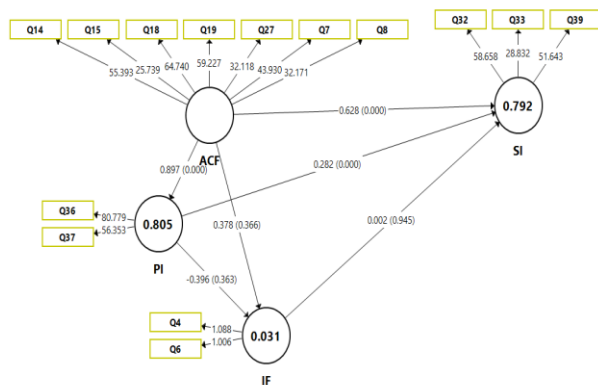 Q14 Q15 Q18 Q19 Q27 Q7 Q8
Q32 Q33 Q39
55.393 25.739 64.740 59.227 32.118 43.930 32.171
58.658 28.832 51.643
0.792
SI
ACF
0.628 (0.000)
0.897 (0.000)
0.282 (0.000)
Q36
80.779
Q37
56.353
0.805
PI
0.378 (0.366)
0.002 (0.945)
-0.396 (0.363)
Q4
1.088
Q6
1.006
0.031
IF